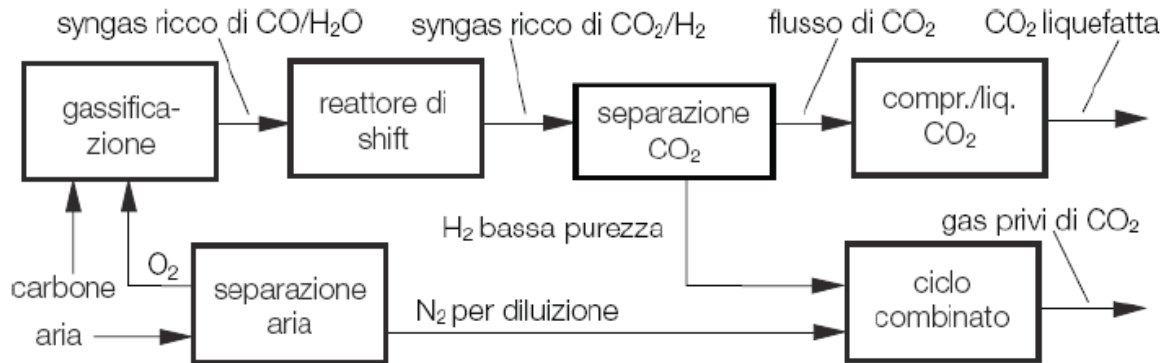 syngas ricco di CO/H₂O
syngas ricco di CO₂/H₂
flusso di CO₂
CO₂ liquefatta
gassifica-
zione
reattore di
shift
separazione
CO₂
compr./liq.
CO₂
H₂ bassa purezza
gas privi di CO₂
carbone
O₂
aria
separazione
aria
N₂ per diluizione
ciclo
combinato